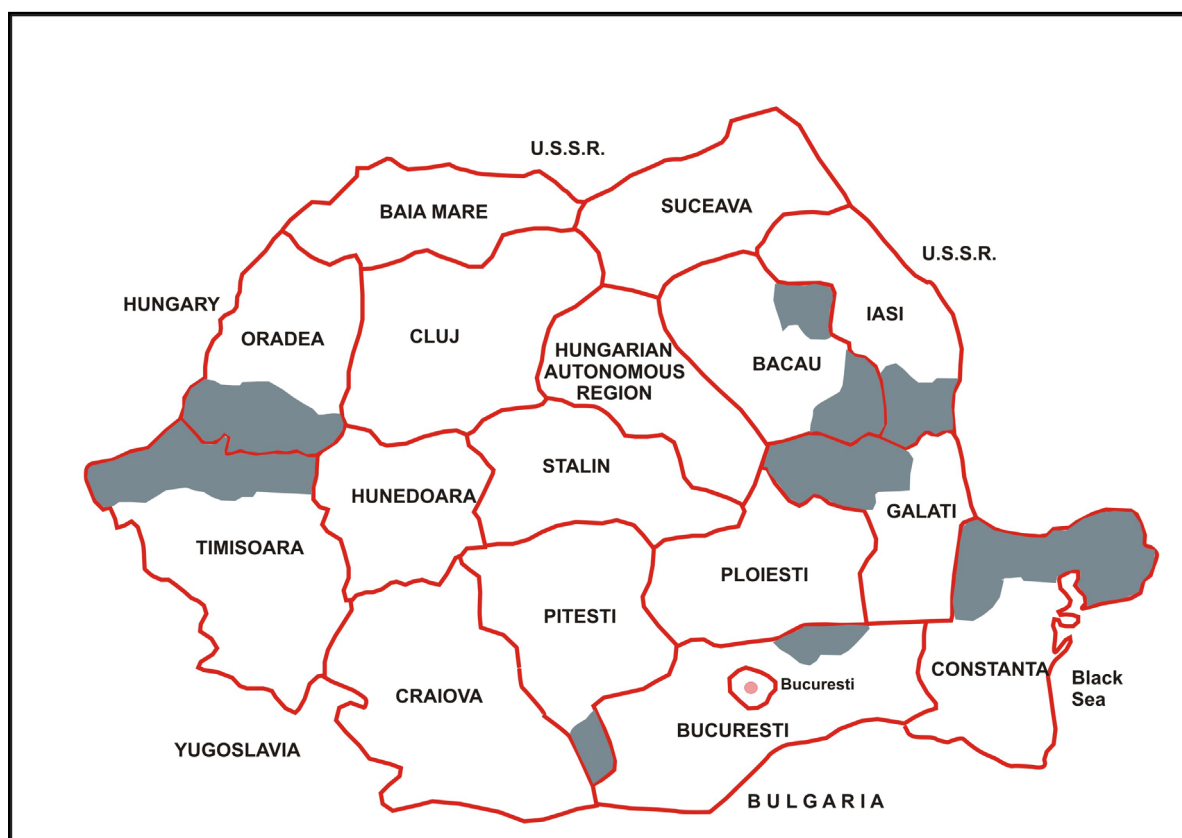 U.S.S.R.
SUCEAVA
BAIA MARE
U.S.S.R.
HUNGARY
IASI
ORADEA
CLUJ
HUNGARIAN
AUTONOMOUS
REGION
BACAU
STALIN
HUNEDOARA
GALATI
TIMISOARA
PLOIESTI
PITESTI
CONSTANTA
Black
Sea
Bucuresti
CRAIOVA
BUCURESTI
YUGOSLAVIA
BULGARIA